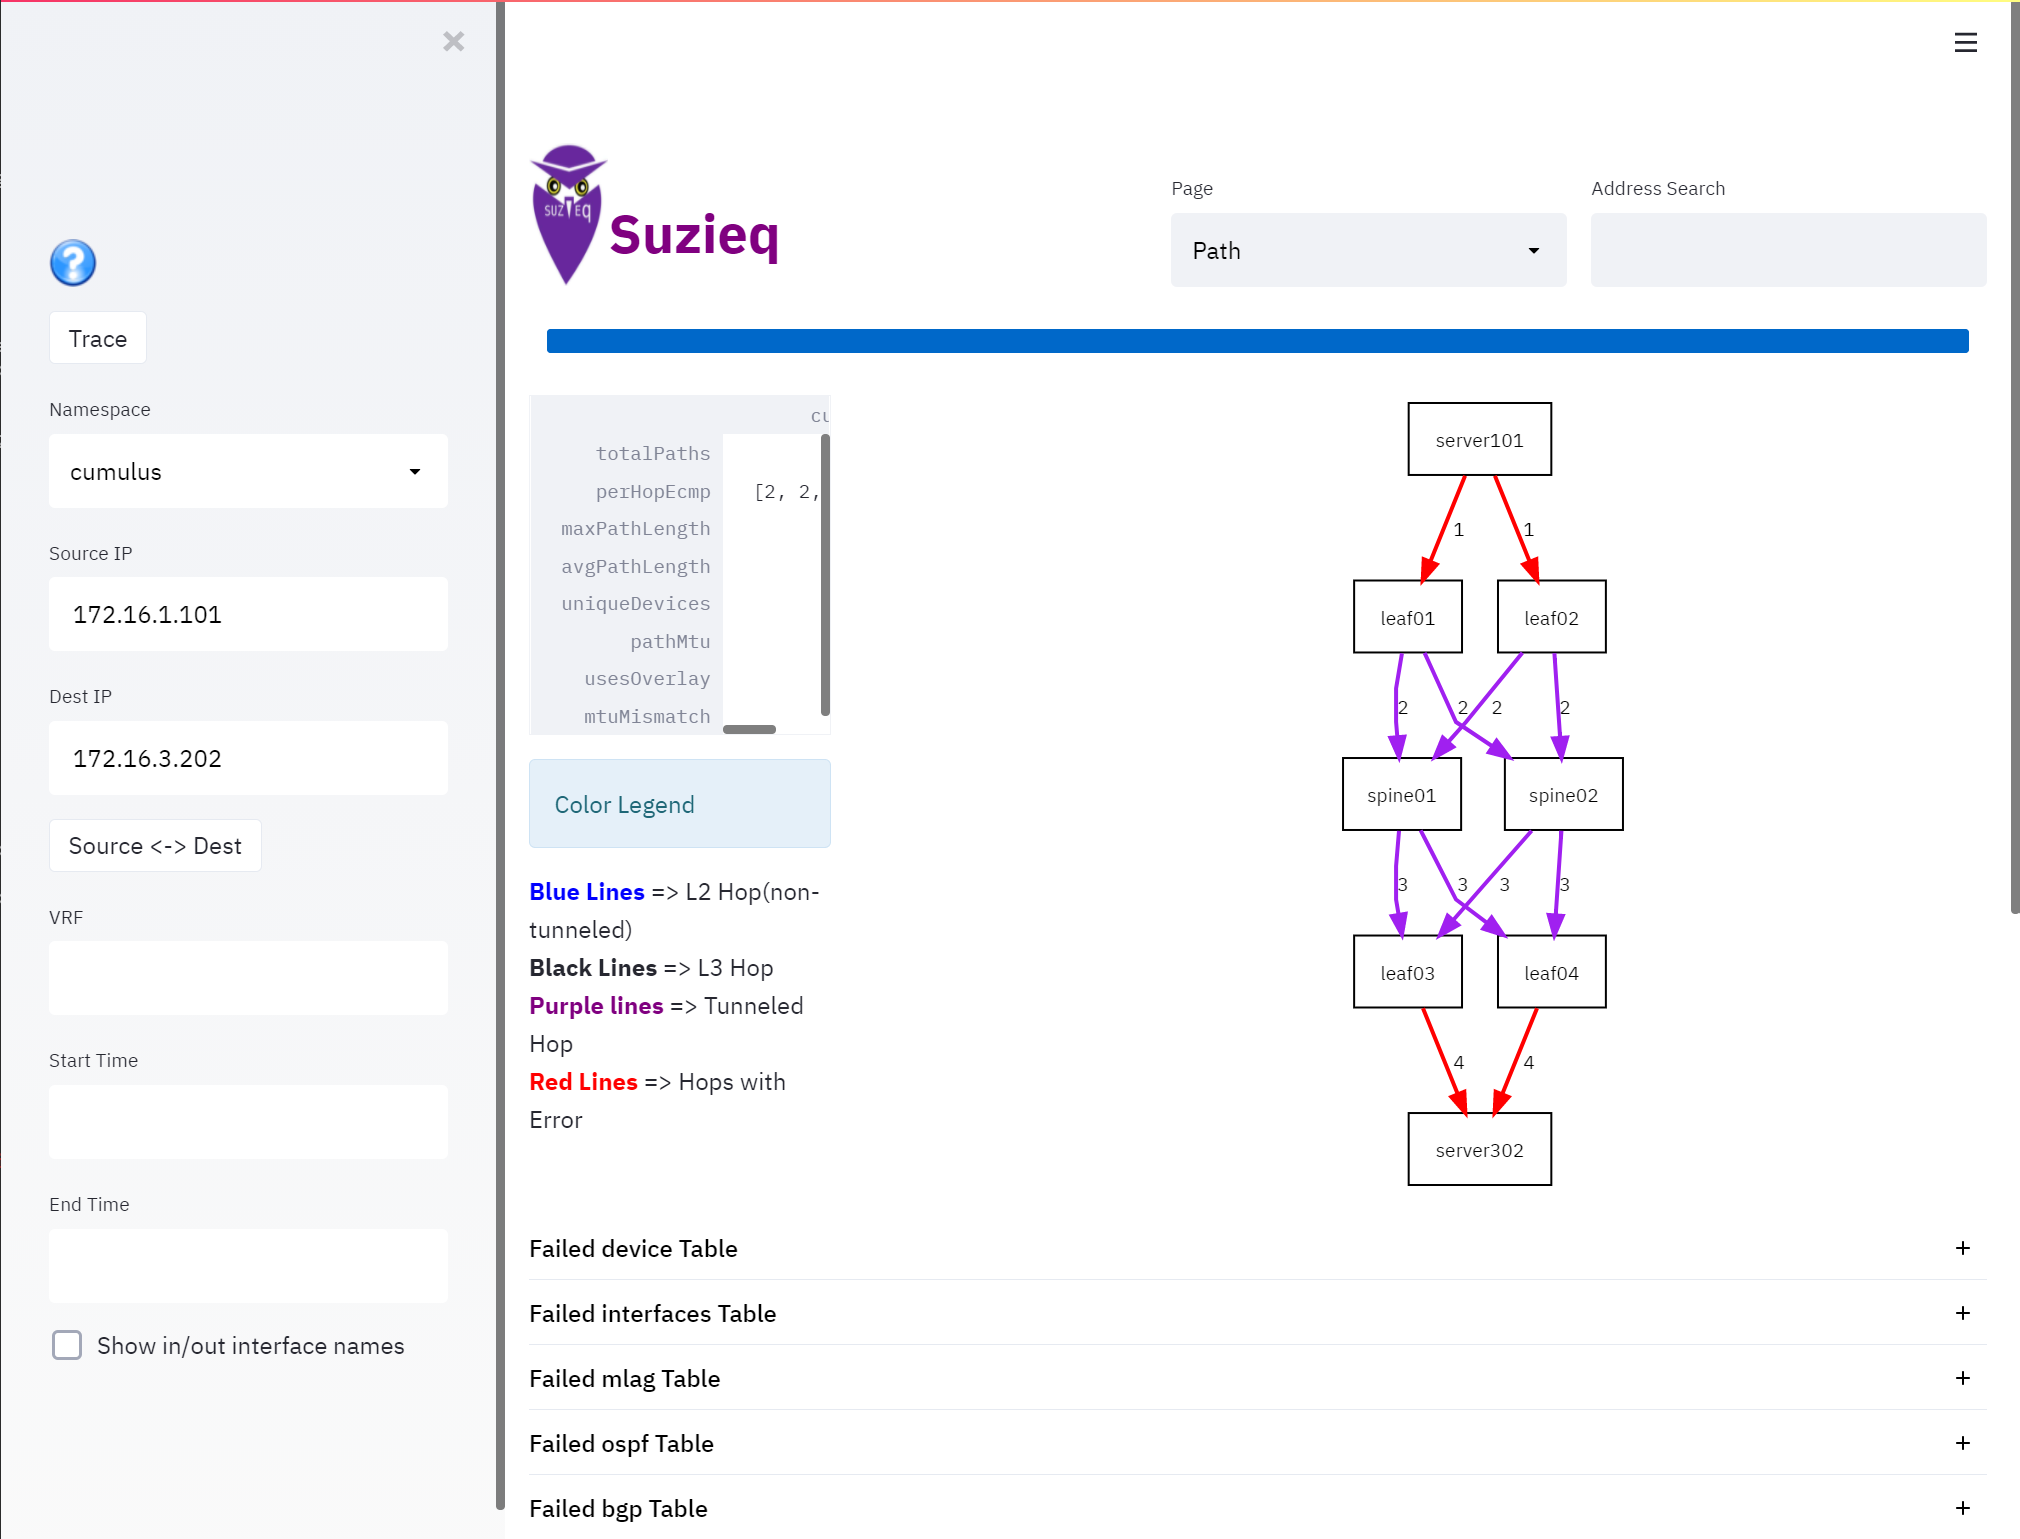 Trace
Namespace
cumulus
Source IP
172.16.1.101
Dest IP
172.16.3.202
Source <-> Dest
VRF
Start Time
End Time
Show in/out interface names
SUZIEQ
Suzieq
Page
Path
Address Search
totalPaths
perHopEcmp [2, 2,
maxPathLength
avgPathLength
uniqueDevices
pathMtu
usesOverlay
mtuMismatch
Color Legend
Blue Lines => L2 Hop(non-
tunneled)
Black Lines => L3 Hop
Purple lines => Tunneled
Hop
Red Lines => Hops with
Error
server101
1 1
leaf01 leaf02
2 2 2 2
spine01 spine02
3 3 3 3
leaf03 leaf04
4 4
server302
Failed device Table
Failed interfaces Table
Failed mlag Table
Failed ospf Table
Failed bgp Table